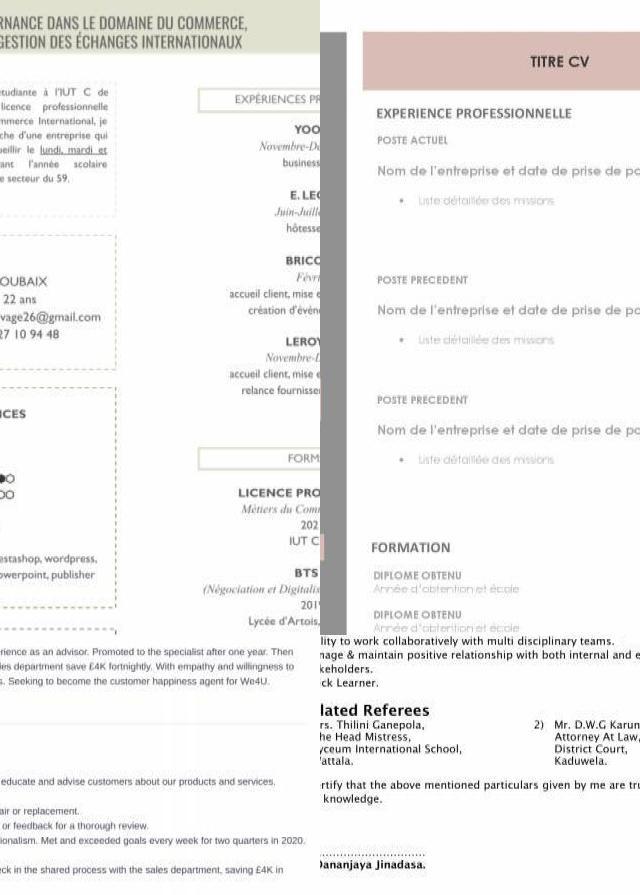 RNANCE DANS LE DOMAINE DU COMMERCE,
GESTION DES ÉCHANGES INTERNATIONAUX
tudiante à l'IUT C de
licence professionnelle
mmerce International, je
che d'une entreprise qui
eillir le lundi, mardi et
ant l'année scolaire
e secteur du 59.
OUBAIX
22 ans
vage26@gmail.com
27 10 94 48
CES
estashop, wordpress,
owerpoint, publisher
EXPÉRIENCES PR
YOO
Novembre-Dé
business
E. LEC
Juin-Juille
hôtesse
BRICO
Févri
accueil client, mise e
création d'évén
LEROY
Novembre-D
accueil client, mise e
relance fournisse
FORM
LICENCE PRO
Métiers du Com
202
IUT C
BTS
(Négociation et Digitalis
201
Lycée d'Artois,
TITRE CV
EXPERIENCE PROFESSIONNELLE
POSTE ACTUEL
Nom de l'entreprise et date de prise de po
• Liste détaillée des missions
POSTE PRECEDENT
Nom de l'entreprise et date de prise de po
• Liste détaillée des missions
POSTE PRECEDENT
Nom de l'entreprise et date de prise de po
• Liste détaillée des missions
FORMATION
DIPLOME OBTENU
Année d'obtention et école
DIPLOME OBTENU
Année d'obtention et école
rience as an advisor. Promoted to the specialist after one year. Then
les department save £4K fortnightly. With empathy and willingness to
s. Seeking to become the customer happiness agent for We4U.
educate and advise customers about our products and services.
air or replacement.
or feedback for a thorough review.
ionalism. Met and exceeded goals every week for two quarters in 2020.
ck in the shared process with the sales department, saving £4K in
lity to work collaboratively with multi disciplinary teams.
nage & maintain positive relationship with both internal and e
keholders.
ck Learner.
lated Referees
rs. Thilini Ganepola,
he Head Mistress,
yceum International School,
attala.
2) Mr. D.W.G Karun
Attorney At Law,
District Court,
Kaduwela.
rtify that the above mentioned particulars given by me are tru
knowledge.
Dananjaya Jinadasa.